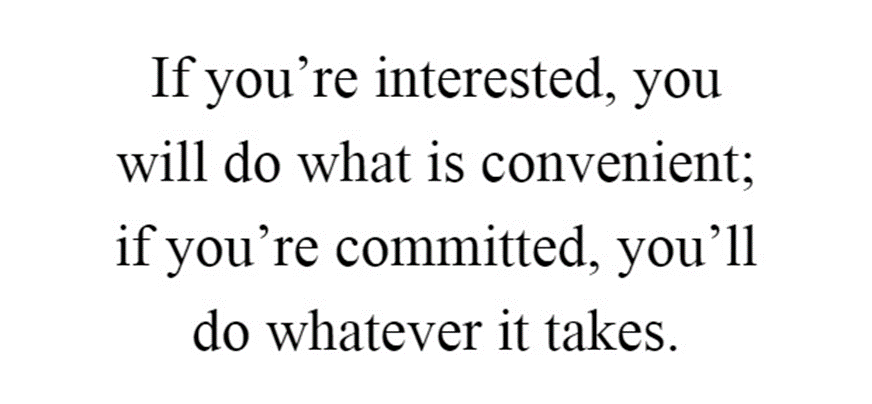 If you’re interested, you
will do what is convenient;
if you’re committed, you’ll
do whatever it takes.